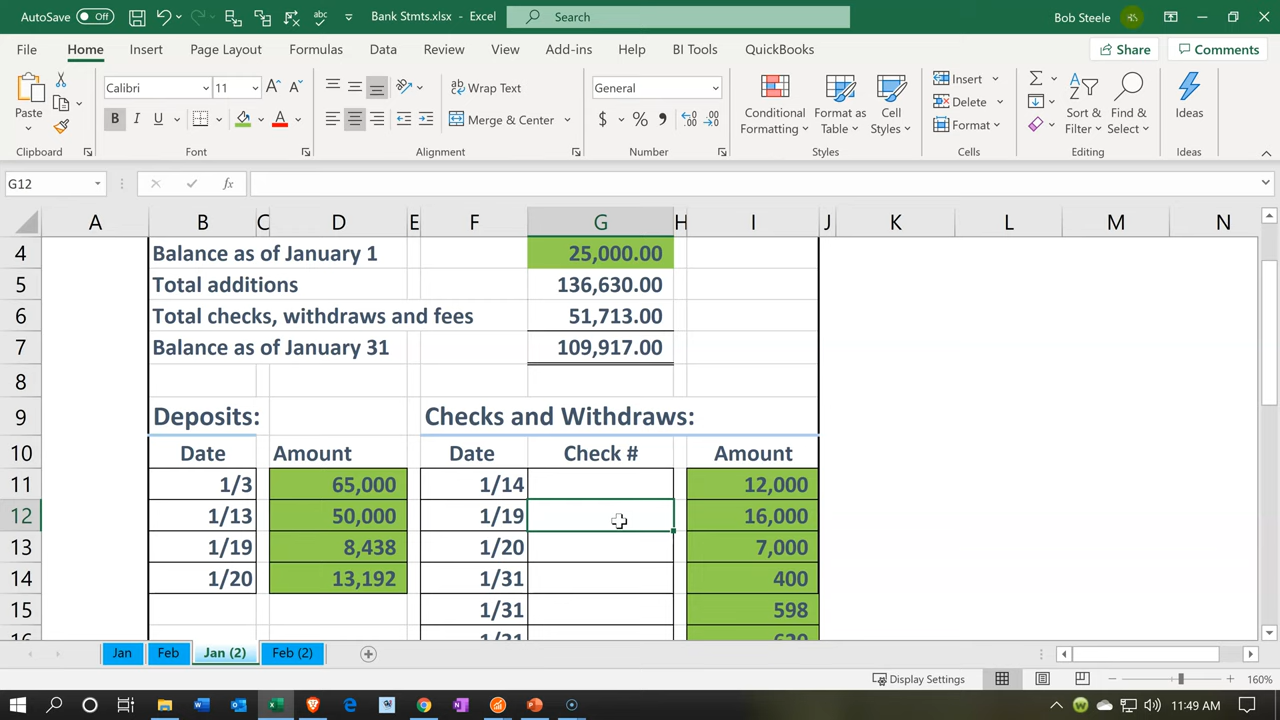 AutoSave Off Bank Stmts.xlsx - Excel Search Bob Steele BS
File Home Insert Page Layout Formulas Data Review View Add-ins Help BI Tools QuickBooks Share Comments
Calibri 11 Wrap Text General Insert
Paste B I U Merge & Center $ % Conditional Formatting Format as Table Cell Styles Delete Format Sort & Filter Find & Select Ideas
Clipboard Font Alignment Number Styles Cells Editing Ideas
G12 fx
A B C D E F G H I J K L M N
4 Balance as of January 1 25,000.00
5 Total additions 136,630.00
6 Total checks, withdraws and fees 51,713.00
7 Balance as of January 31 109,917.00
8
9 Deposits: Checks and Withdraws:
10 Date Amount Date Check # Amount
11 1/3 65,000 1/14 12,000
12 1/13 50,000 1/19 16,000
13 1/19 8,438 1/20 7,000
14 1/20 13,192 1/31 400
15 1/31 598
Jan Feb Jan (2) Feb (2)
Display Settings 160%
11:49 AM